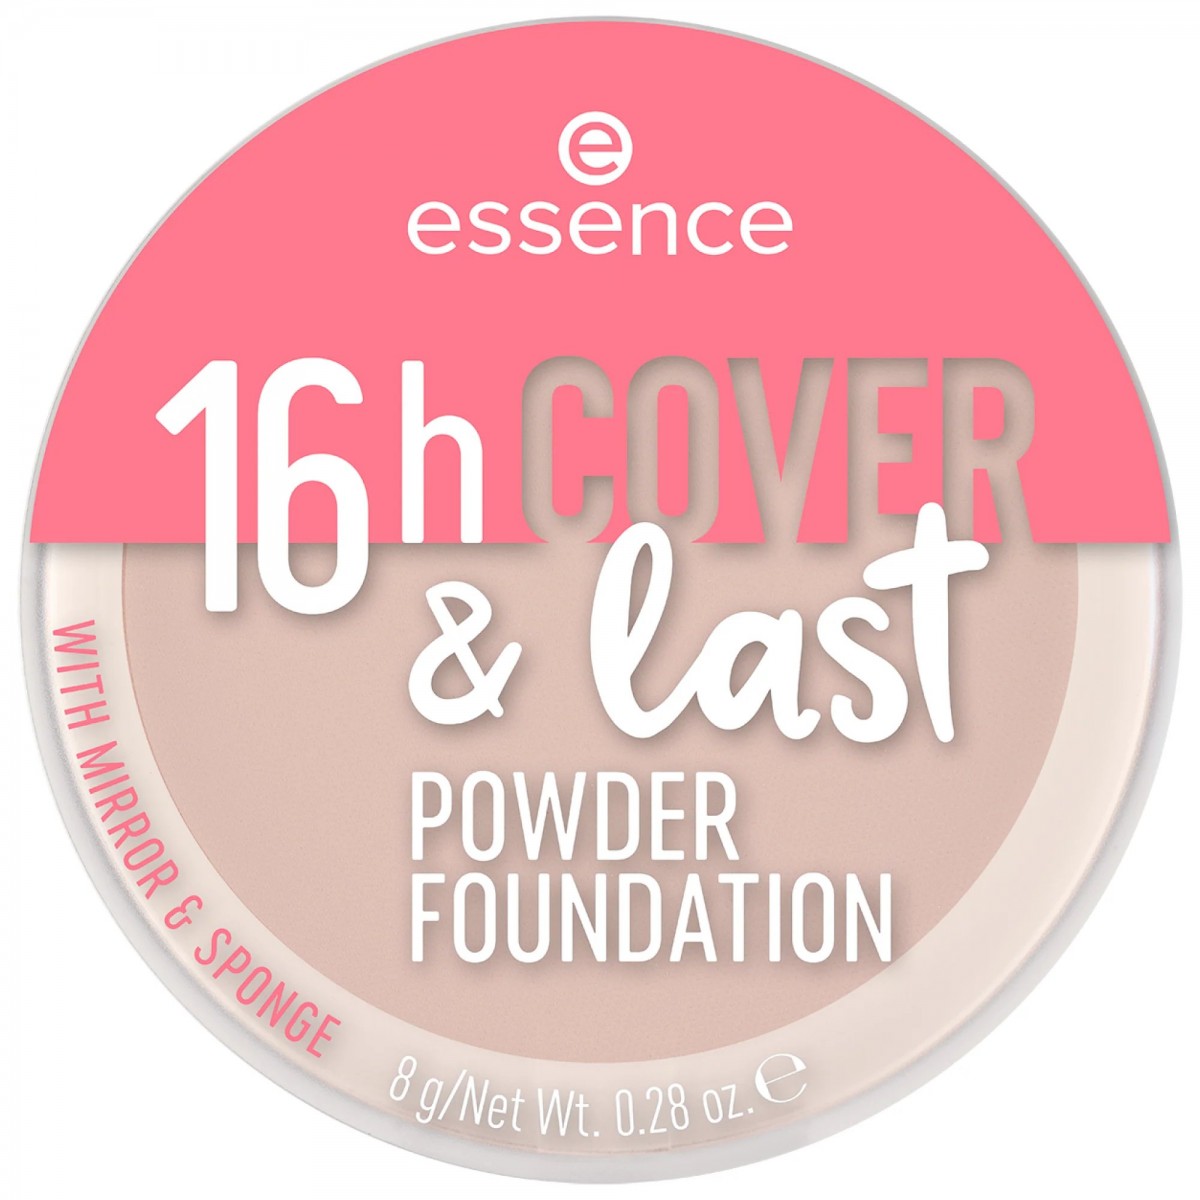 e
essence
16h COVER
& last
POWDER
FOUNDATION
WITH MIRROR & SPONGE
8 g/Net Wt. 0.28 oz. ℮